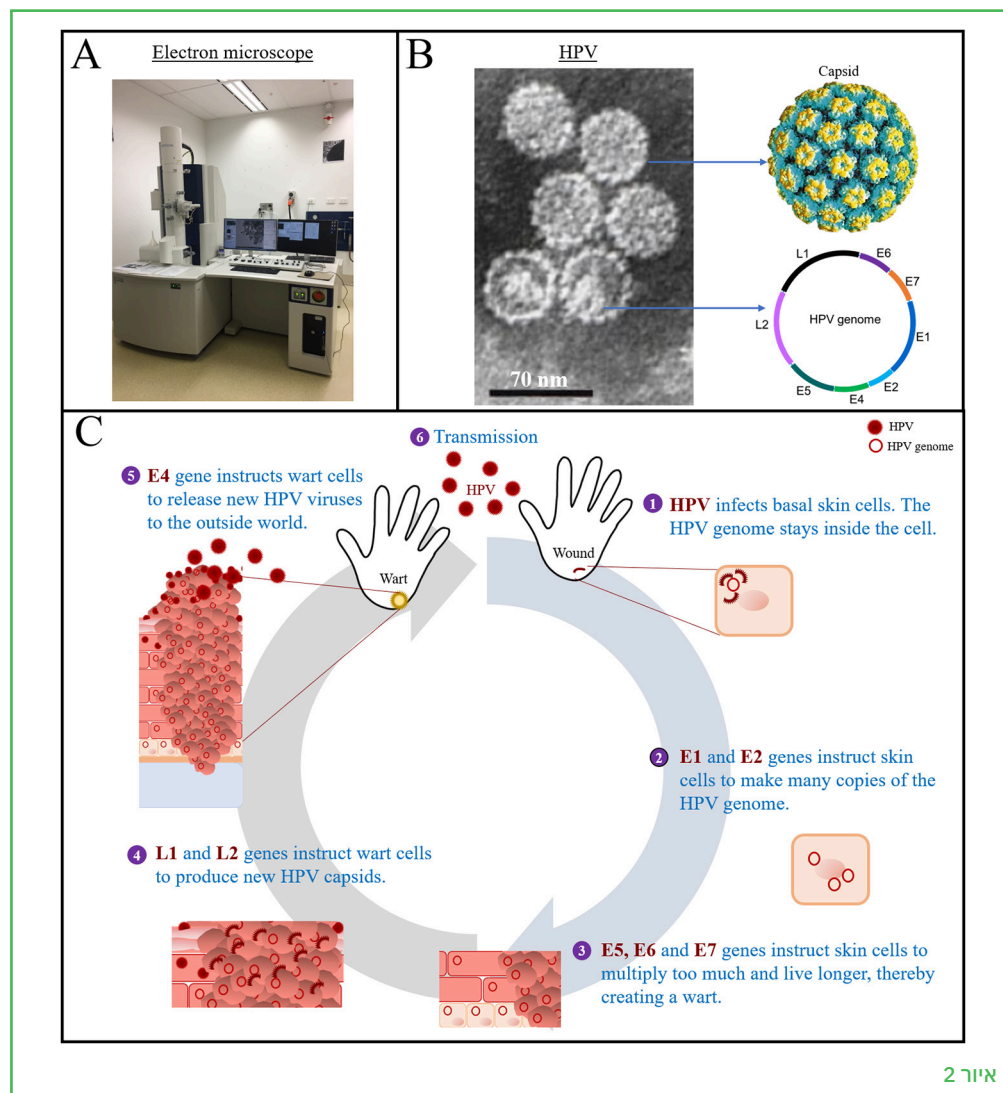 A
Electron microscope
B
HPV
Capsid
70 nm
L1
E6
E7
L2
HPV genome
E1
E5
E4
E2
C
6 Transmission
HPV
HPV genome
5 E4 gene instructs wart cells
to release new HPV viruses
to the outside world.
HPV
1 HPV infects basal skin cells. The
HPV genome stays inside the cell.
Wound
Wart
2 E1 and E2 genes instruct skin
cells to make many copies of the
HPV genome.
4 L1 and L2 genes instruct wart cells
to produce new HPV capsids.
3 E5, E6 and E7 genes instruct skin cells to
multiply too much and live longer, thereby
creating a wart.
איור 2